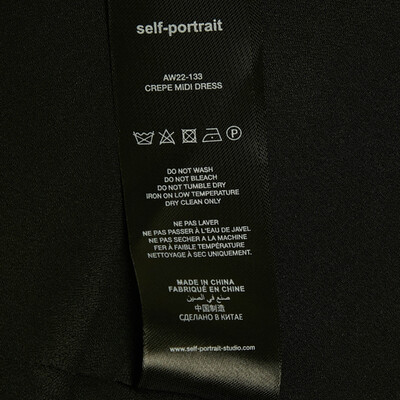 self-portrait
AW22-133
CREPE MIDI DRESS
DO NOT WASH
DO NOT BLEACH
DO NOT TUMBLE DRY
IRON ON LOW TEMPERATURE
DRY CLEAN ONLY
NE PAS LAVER
NE PAS PASSER À L'EAU DE JAVEL
NE PAS SECHER A LA MACHINE
FER À FAIBLE TEMPÉRATURE
NETTOYAGE À SEC UNIQUEMENT.
MADE IN CHINA
FABRIQUÉ EN CHINE
صنع في الصين
中国制造
СДЕЛАНО В КИТАЕ
www.self-portrait-studio.com